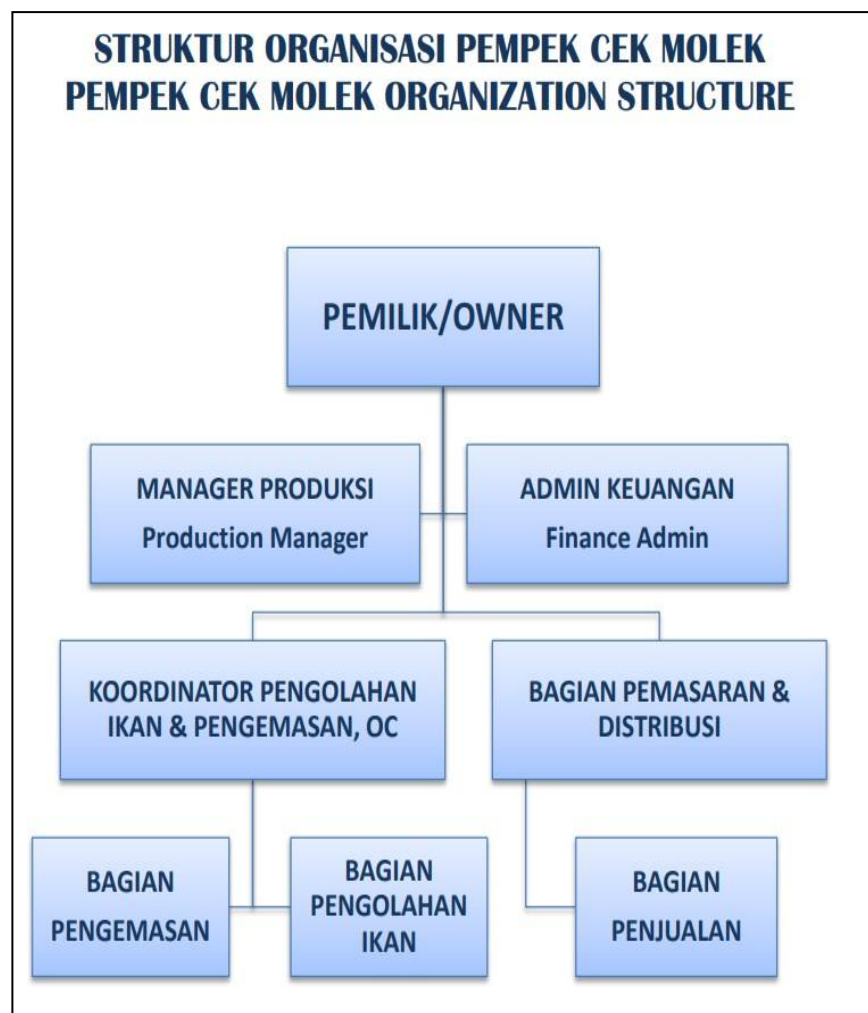 STRUKTUR ORGANISASI PEMPEK CEK MOLEK
PEMPEK CEK MOLEK ORGANIZATION STRUCTURE
PEMILIK/OWNER
MANAGER PRODUKSI
Production Manager
ADMIN KEUANGAN
Finance Admin
KOORDINATOR PENGOLAHAN
IKAN & PENGEMASAN, OC
BAGIAN PEMASARAN &
DISTRIBUSI
BAGIAN
PENGEMASAN
BAGIAN
PENGOLAHAN
IKAN
BAGIAN
PENJUALAN